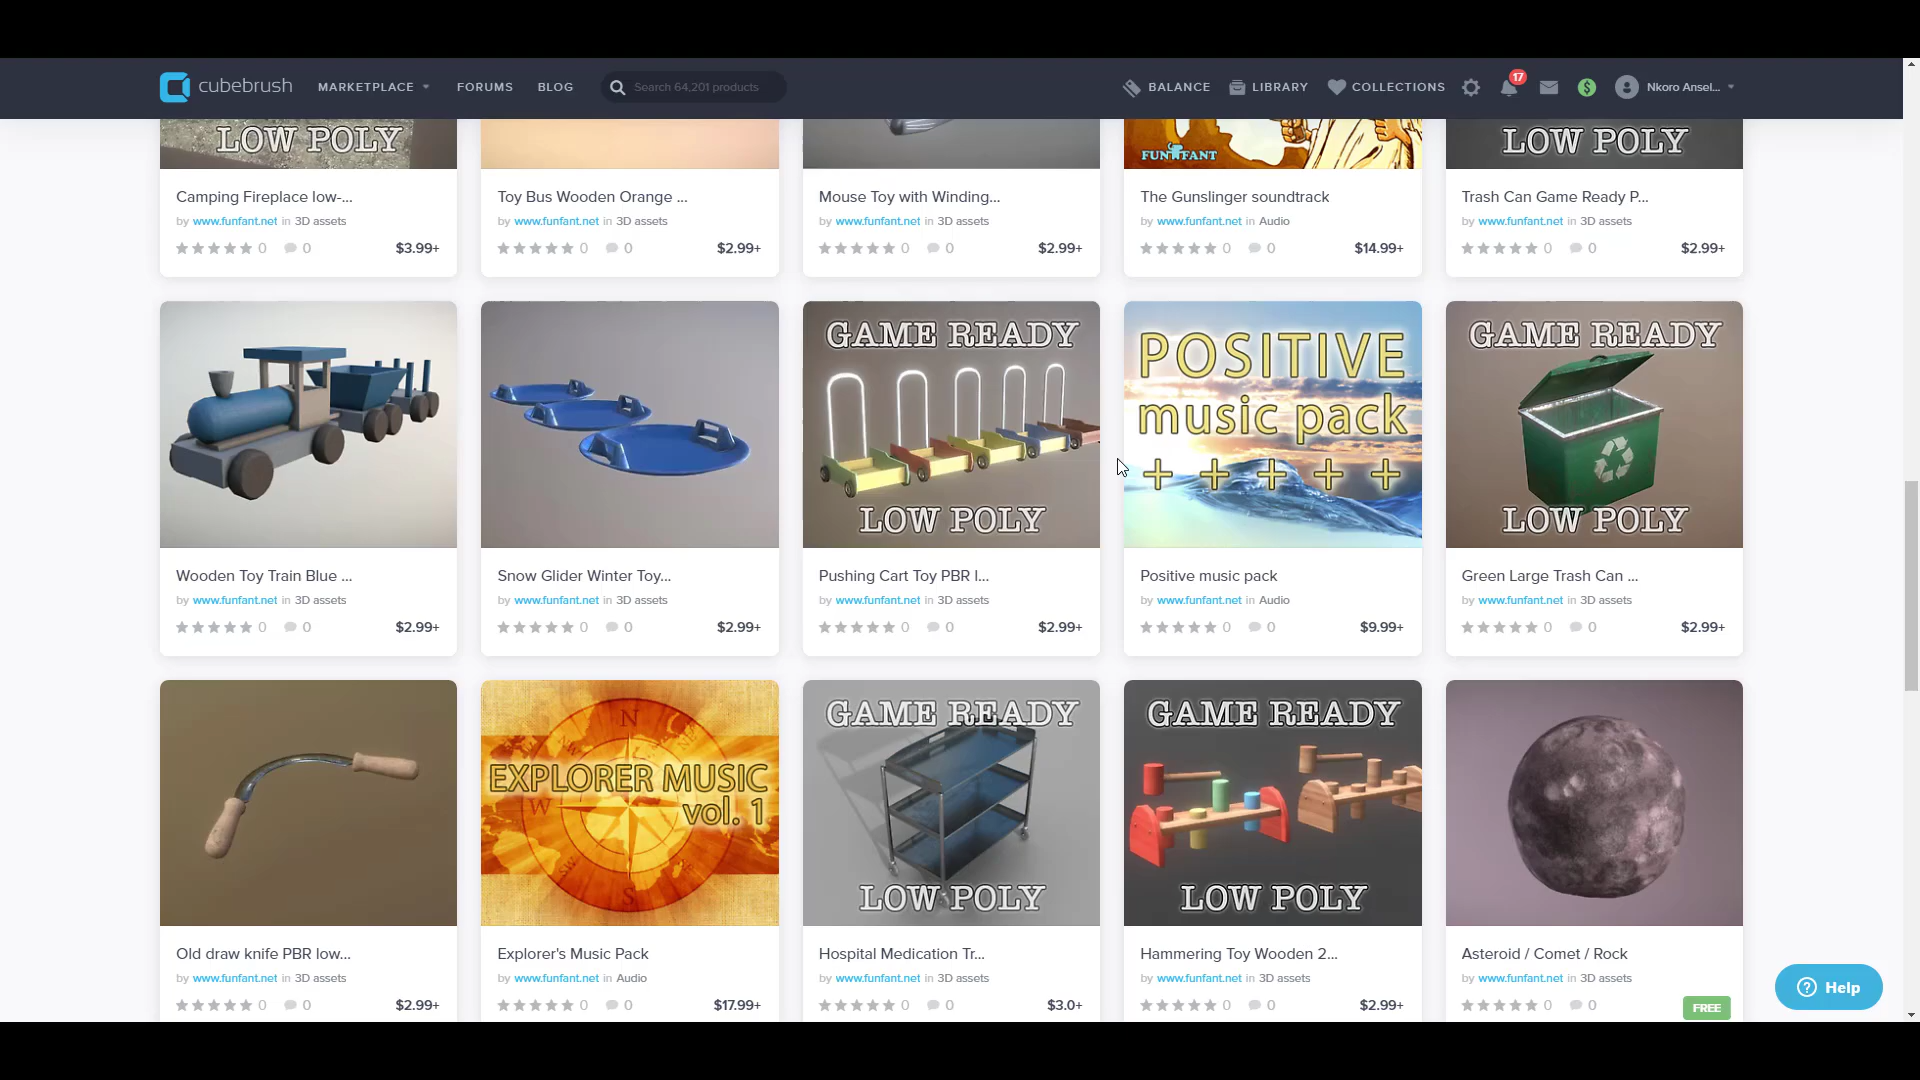 cubebrush MARKETPLACE FORUMS BLOG Search 64,201 products BALANCE LIBRARY COLLECTIONS 17 $ Nkoro Ansel...
LOW POLY FUNFANT LOW POLY
Camping Fireplace low-... Toy Bus Wooden Orange ... Mouse Toy with Winding... The Gunslinger soundtrack Trash Can Game Ready P...
by www.funfant.net in 3D assets by www.funfant.net in 3D assets by www.funfant.net in 3D assets by www.funfant.net in Audio by www.funfant.net in 3D assets
0 0 $3.99+ 0 0 $2.99+ 0 0 $2.99+ 0 0 $14.99+ 0 0 $2.99+
GAME READY POSITIVE GAME READY
music pack
+ + + + +
LOW POLY LOW POLY
Wooden Toy Train Blue ... Snow Glider Winter Toy... Pushing Cart Toy PBR l... Positive music pack Green Large Trash Can ...
by www.funfant.net in 3D assets by www.funfant.net in 3D assets by www.funfant.net in 3D assets by www.funfant.net in Audio by www.funfant.net in 3D assets
0 0 $2.99+ 0 0 $2.99+ 0 0 $2.99+ 0 0 $9.99+ 0 0 $2.99+
N GAME READY GAME READY
NW
EXPLORER MUSIC
W vol. 1
SW
S LOW POLY LOW POLY
Old draw knife PBR low... Explorer's Music Pack Hospital Medication Tr... Hammering Toy Wooden 2... Asteroid / Comet / Rock
by www.funfant.net in 3D assets by www.funfant.net in Audio by www.funfant.net in 3D assets by www.funfant.net in 3D assets by www.funfant.net in 3D assets
0 0 $2.99+ 0 0 $17.99+ 0 0 $3.0+ 0 0 $2.99+ 0 0 FREE
? Help